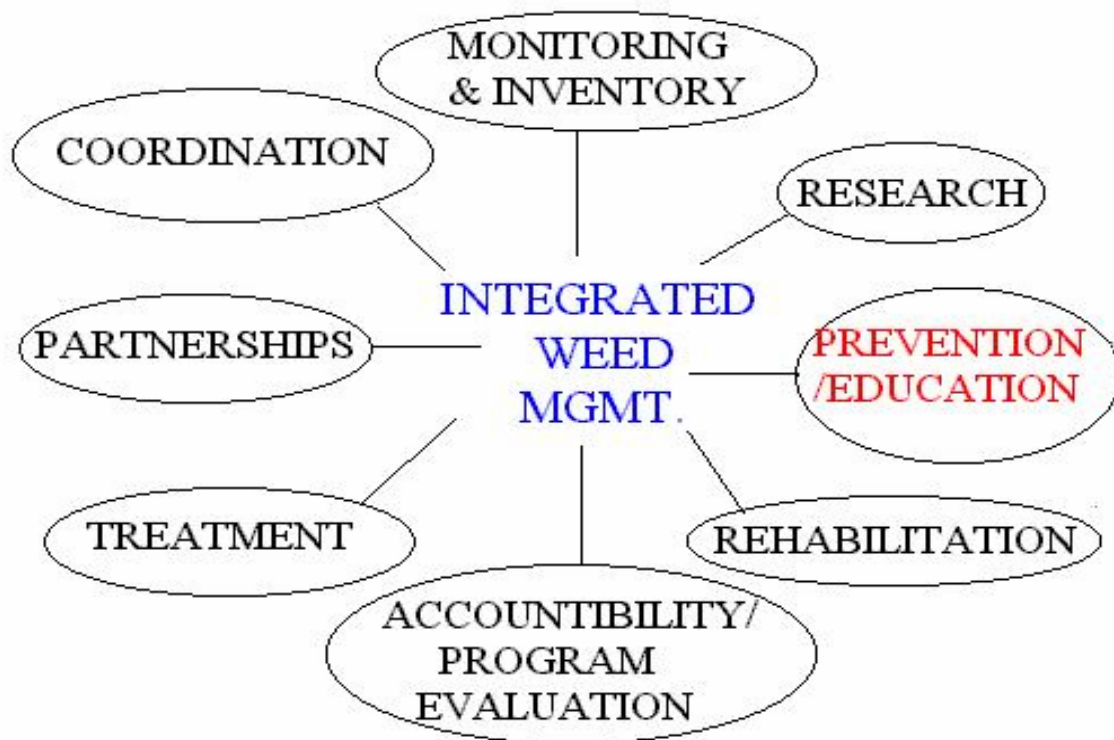 MONITORING
& INVENTORY
COORDINATION
RESEARCH
INTEGRATED
WEED
MGMT.
PARTNERSHIPS
PREVENTION
/EDUCATION
TREATMENT
REHABILITATION
ACCOUNTIBILITY/
PROGRAM
EVALUATION